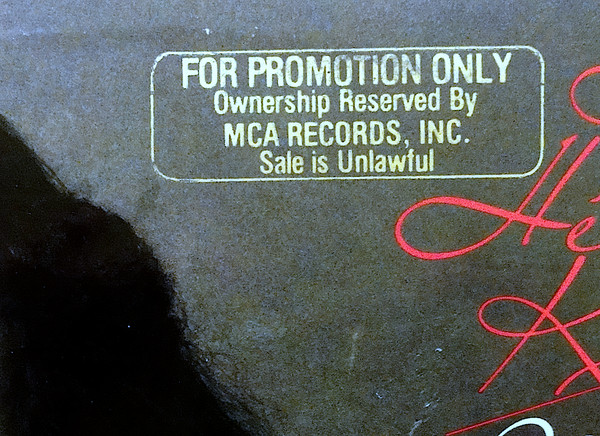 FOR PROMOTION ONLY
Ownership Reserved By
MCA RECORDS, INC.
Sale is Unlawful